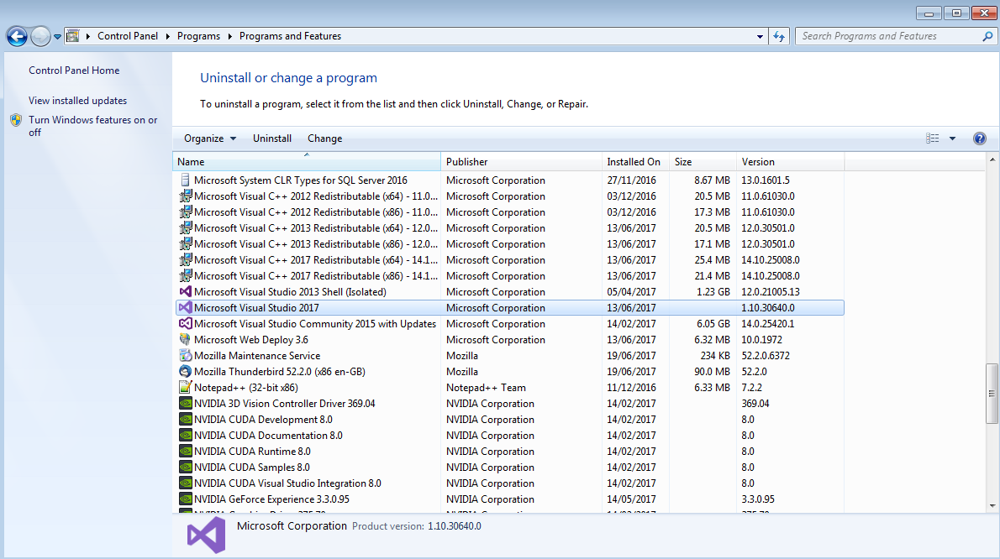 Control Panel Programs Programs and Features Search Programs and Features
Control Panel Home
View installed updates
Turn Windows features on or
off
Uninstall or change a program
To uninstall a program, select it from the list and then click Uninstall, Change, or Repair.
Organize Uninstall Change
Name Publisher Installed On Size Version
Microsoft System CLR Types for SQL Server 2016 Microsoft Corporation 27/11/2016 8.67 MB 13.0.1601.5
Microsoft Visual C++ 2012 Redistributable (x64) - 11.0... Microsoft Corporation 03/12/2016 20.5 MB 11.0.61030.0
Microsoft Visual C++ 2012 Redistributable (x86) - 11.0... Microsoft Corporation 03/12/2016 17.3 MB 11.0.61030.0
Microsoft Visual C++ 2013 Redistributable (x64) - 12.0... Microsoft Corporation 13/06/2017 20.5 MB 12.0.30501.0
Microsoft Visual C++ 2013 Redistributable (x86) - 12.0... Microsoft Corporation 13/06/2017 17.1 MB 12.0.30501.0
Microsoft Visual C++ 2017 Redistributable (x64) - 14.1... Microsoft Corporation 13/06/2017 25.4 MB 14.10.25008.0
Microsoft Visual C++ 2017 Redistributable (x86) - 14.1... Microsoft Corporation 13/06/2017 21.4 MB 14.10.25008.0
Microsoft Visual Studio 2013 Shell (Isolated) Microsoft Corporation 05/04/2017 1.23 GB 12.0.21005.13
Microsoft Visual Studio 2017 Microsoft Corporation 13/06/2017 1.10.30640.0
Microsoft Visual Studio Community 2015 with Updates Microsoft Corporation 14/02/2017 6.05 GB 14.0.25420.1
Microsoft Web Deploy 3.6 Microsoft Corporation 13/06/2017 6.32 MB 10.0.1972
Mozilla Maintenance Service Mozilla 19/06/2017 234 KB 52.2.0.6372
Mozilla Thunderbird 52.2.0 (x86 en-GB) Mozilla 19/06/2017 90.0 MB 52.2.0
Notepad++ (32-bit x86) Notepad++ Team 11/12/2016 6.33 MB 7.2.2
NVIDIA 3D Vision Controller Driver 369.04 NVIDIA Corporation 14/02/2017 369.04
NVIDIA CUDA Development 8.0 NVIDIA Corporation 14/02/2017 8.0
NVIDIA CUDA Documentation 8.0 NVIDIA Corporation 14/02/2017 8.0
NVIDIA CUDA Runtime 8.0 NVIDIA Corporation 14/02/2017 8.0
NVIDIA CUDA Samples 8.0 NVIDIA Corporation 14/02/2017 8.0
NVIDIA CUDA Visual Studio Integration 8.0 NVIDIA Corporation 14/02/2017 8.0
NVIDIA GeForce Experience 3.3.0.95 NVIDIA Corporation 14/05/2017 3.3.0.95
Microsoft Corporation Product version: 1.10.30640.0